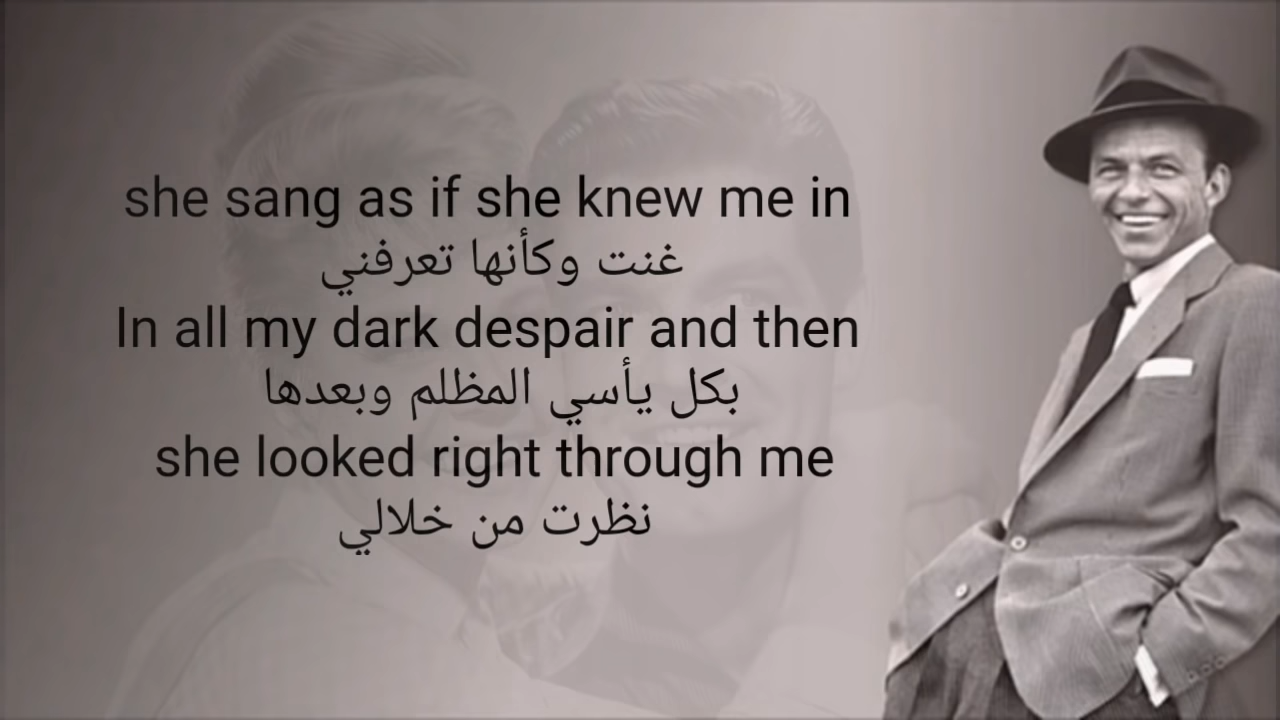 she sang as if she knew me in
غنت وكأنها تعرفني
In all my dark despair and then
بكل يأسي المظلم وبعدها
she looked right through me
نظرت من خلالي